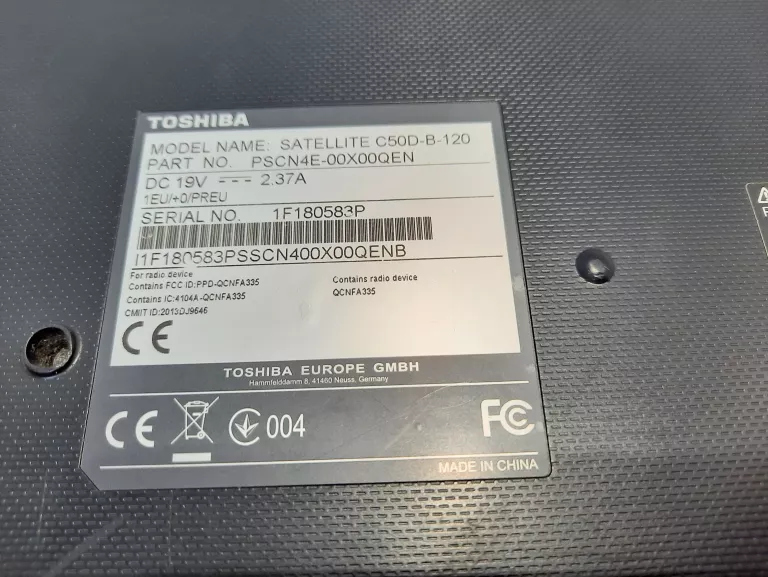 TOSHIBA
MODEL NAME: SATELLITE C50D-B-120
PART NO. PSCN4E-00X00QEN
DC 19V --- 2.37A
1EU/+0/PREU
SERIAL NO. 1F180583P
I1F180583PSSCN400X00QENB
For radio device
Contains FCC ID:PPD-QCNFA335
Contains IC:4104A-QCNFA335
CMIIT ID:2013DJ9646
Contains radio device
QCNFA335
CE
TOSHIBA EUROPE GMBH
Hammfelddamm 8, 41460 Neuss, Germany
CE
004
FC
MADE IN CHINA